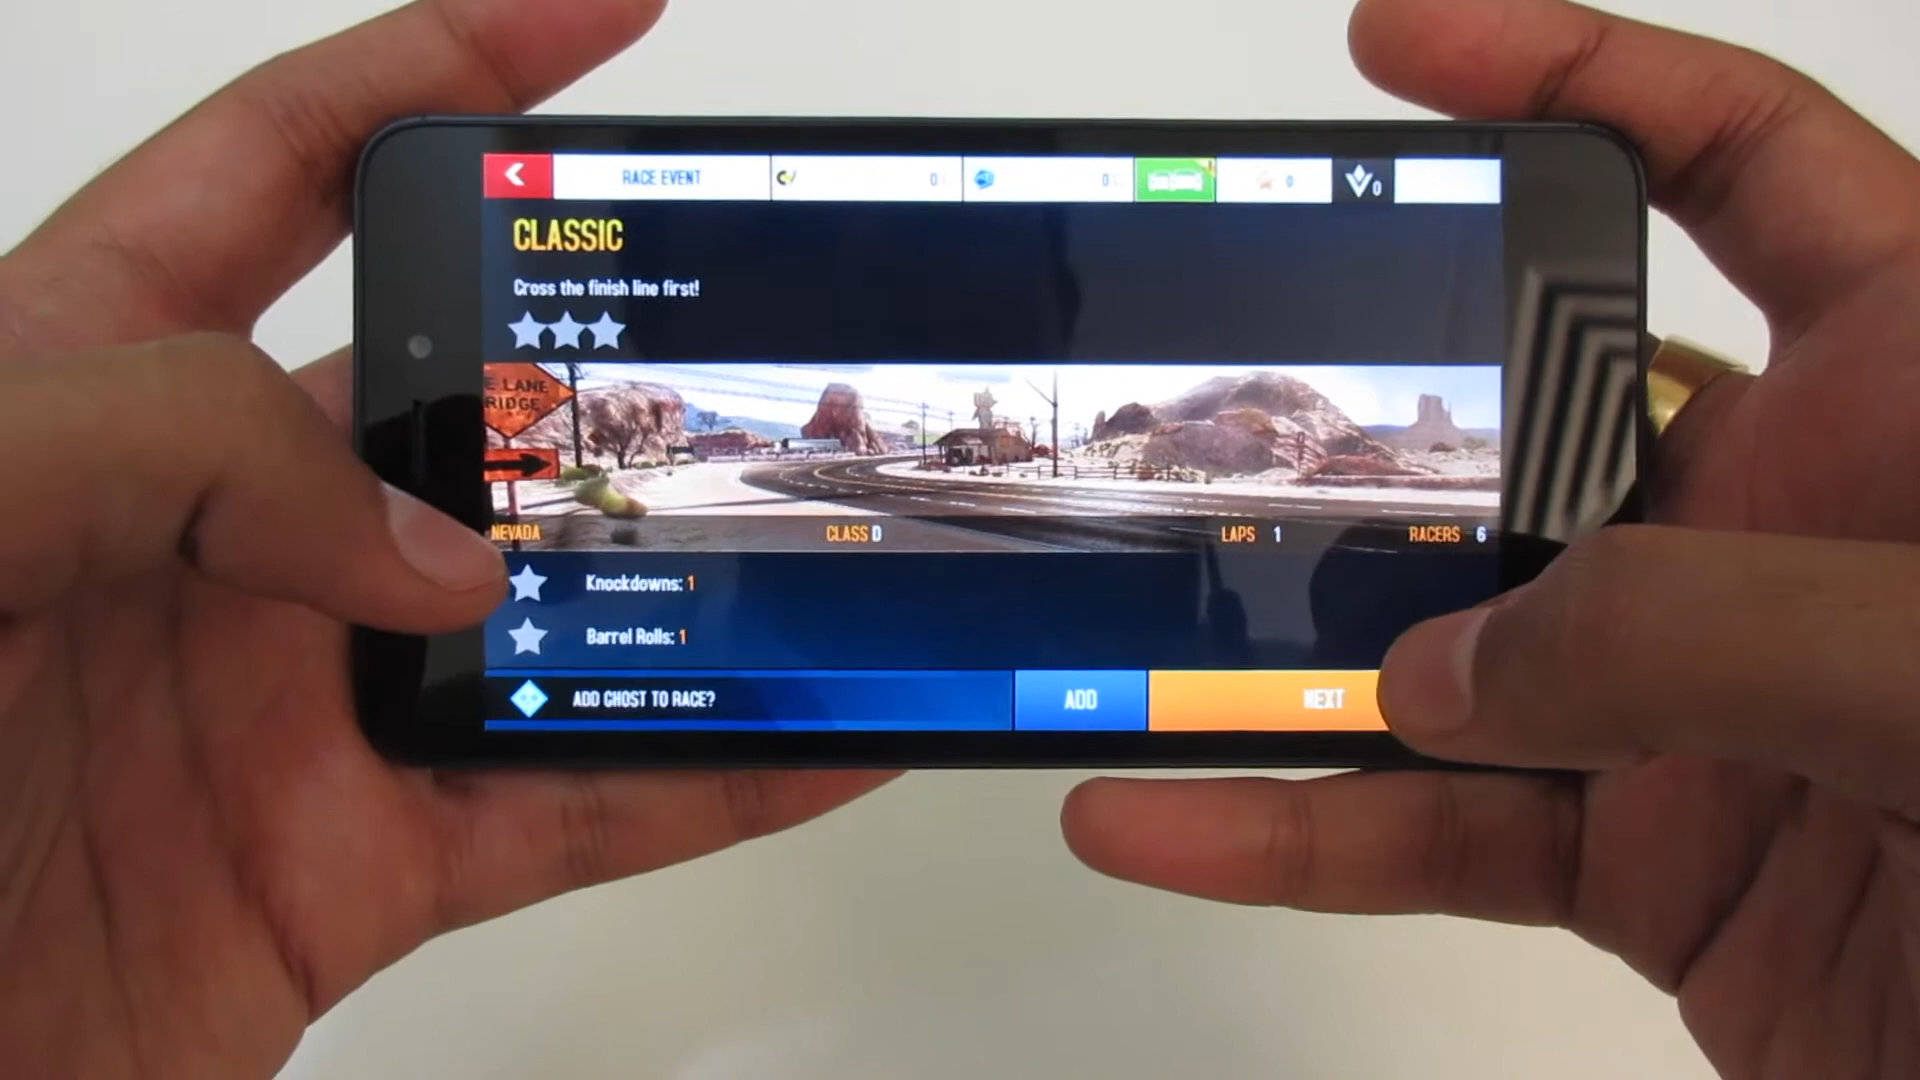 RACE EVENT
0
0
0
0
CLASSIC
Cross the finish line first!
E LANE
RIDGE
NEVADA
CLASS D
LAPS 1
RACERS 6
Knockdowns: 1
Barrel Rolls: 1
ADD GHOST TO RACE?
ADD
NEXT